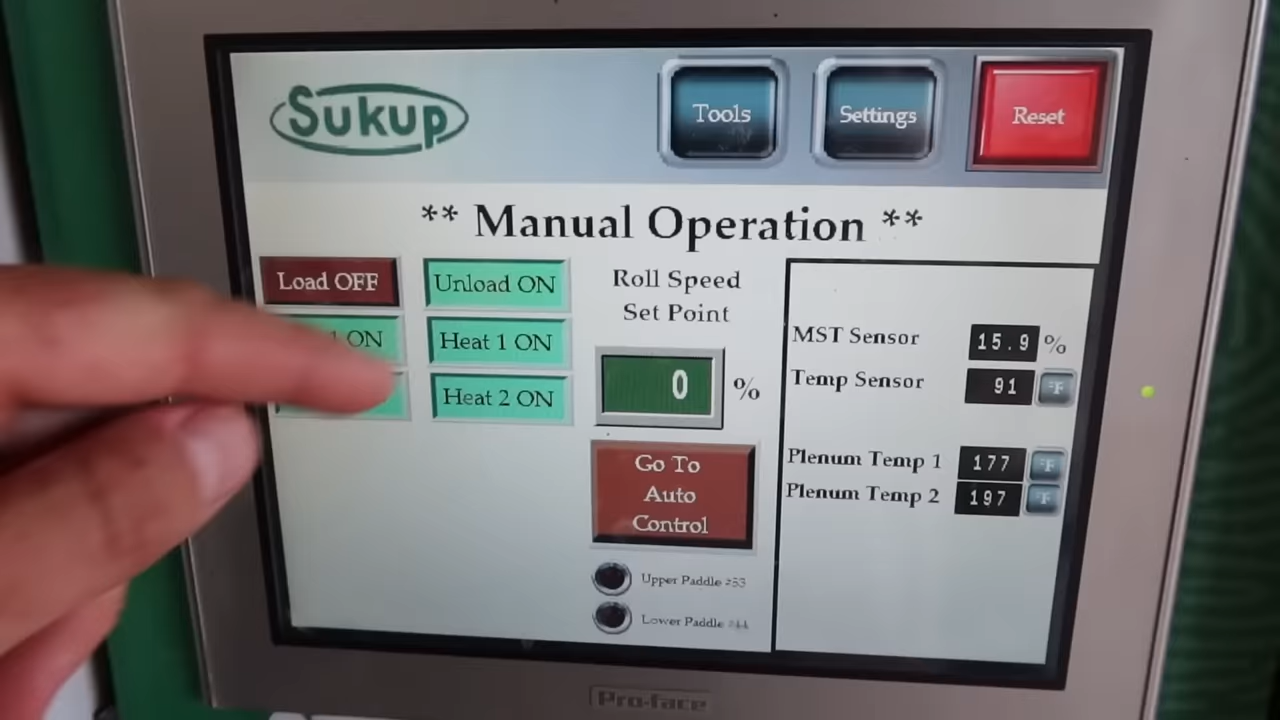 Sukup
Tools
Settings
Reset
** Manual Operation **
Load OFF
Unload ON
Roll Speed
Set Point
ON
Heat 1 ON
Heat 2 ON
0 %
Go To
Auto
Control
Upper Paddle
Lower Paddle
MST Sensor 15.9 %
Temp Sensor 91 °F
Plenum Temp 1 177 °F
Plenum Temp 2 197 °F
Pro-face